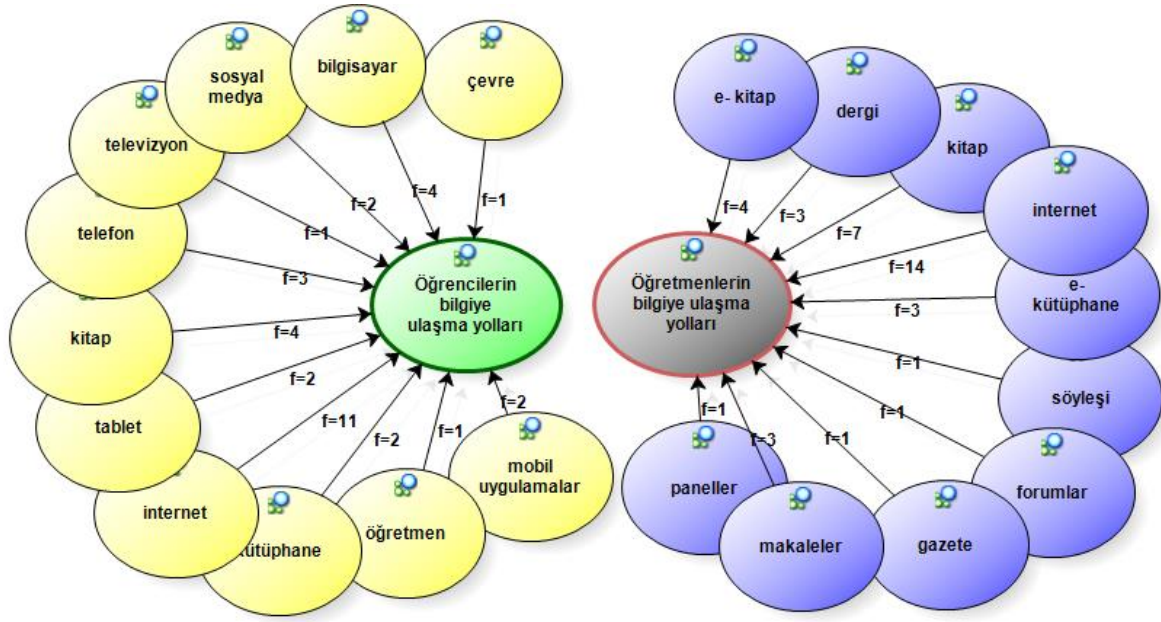 sosyal
medya
bilgisayar
çevre
televizyon
telefon
kitap
tablet
internet
kütüphane
öğretmen
mobil
uygulamalar
f=1
f=4
f=2
f=1
f=3
f=4
f=2
f=11
f=2
f=1
f=2
Öğrencilerin
bilgiye
ulaşma yolları
e- kitap
dergi
kitap
internet
e-
kütüphane
söyleşi
forumlar
gazete
makaleler
paneller
f=4
f=3
f=7
f=14
f=3
f=1
f=1
f=1
f=3
f=1
Öğretmenlerin
bilgiye ulaşma
yolları